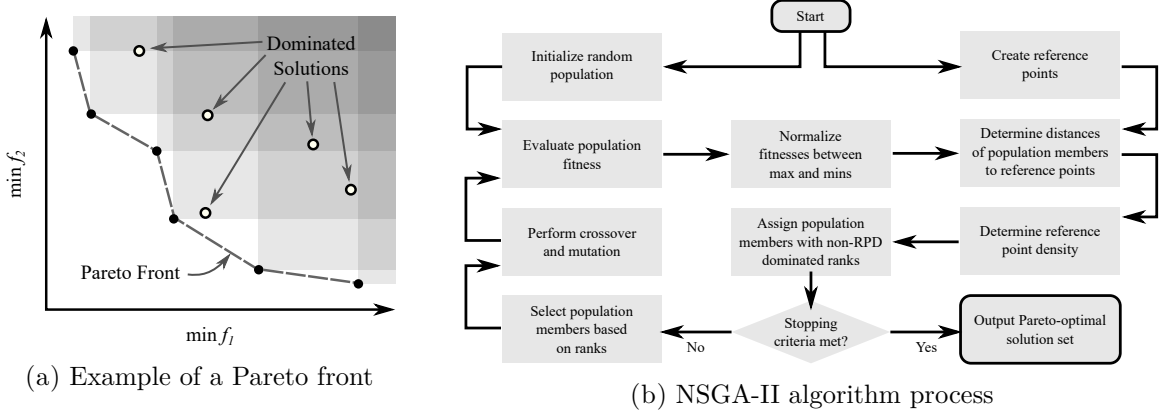 Dominated
Solutions
Pareto Front
min f2
min f1
(a) Example of a Pareto front
Start
Initialize random
population
Create reference
points
Evaluate population
fitness
Normalize
fitnesses between
max and mins
Determine distances
of population members
to reference points
Perform crossover
and mutation
Assign population
members with non-RPD
dominated ranks
Determine reference
point density
Select population
members based
on ranks
Stopping
criteria met?
Output Pareto-optimal
solution set
No
Yes
(b) NSGA-II algorithm process